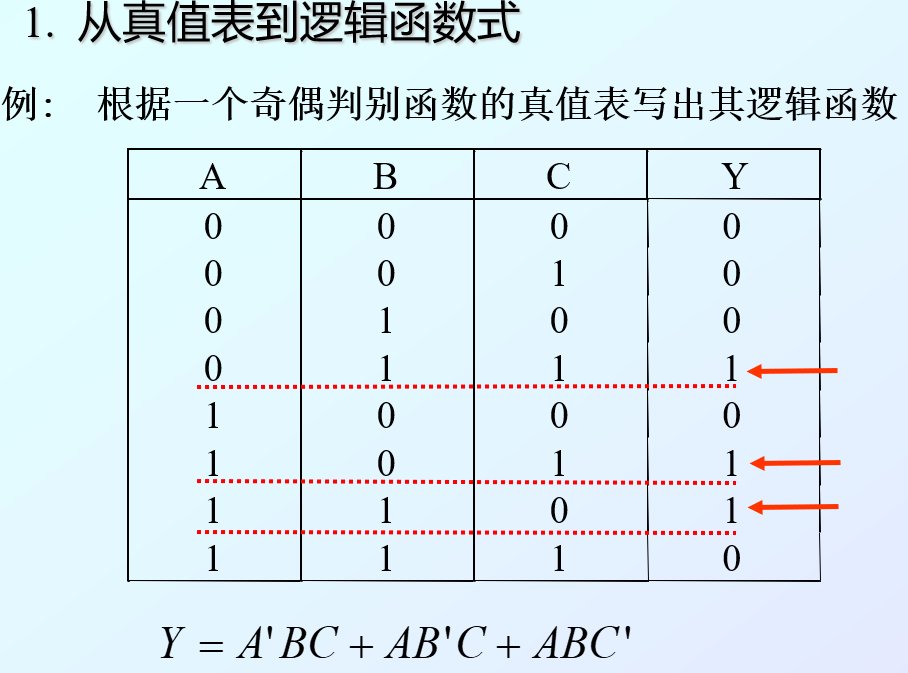 1. 从真值表到逻辑函数式
例： 根据一个奇偶判别函数的真值表写出其逻辑函数
A B C Y
0 0 0 0
0 0 1 0
0 1 0 0
0 1 1 1
1 0 0 0
1 0 1 1
1 1 0 1
1 1 1 0
Y = A'BC + AB'C + ABC'